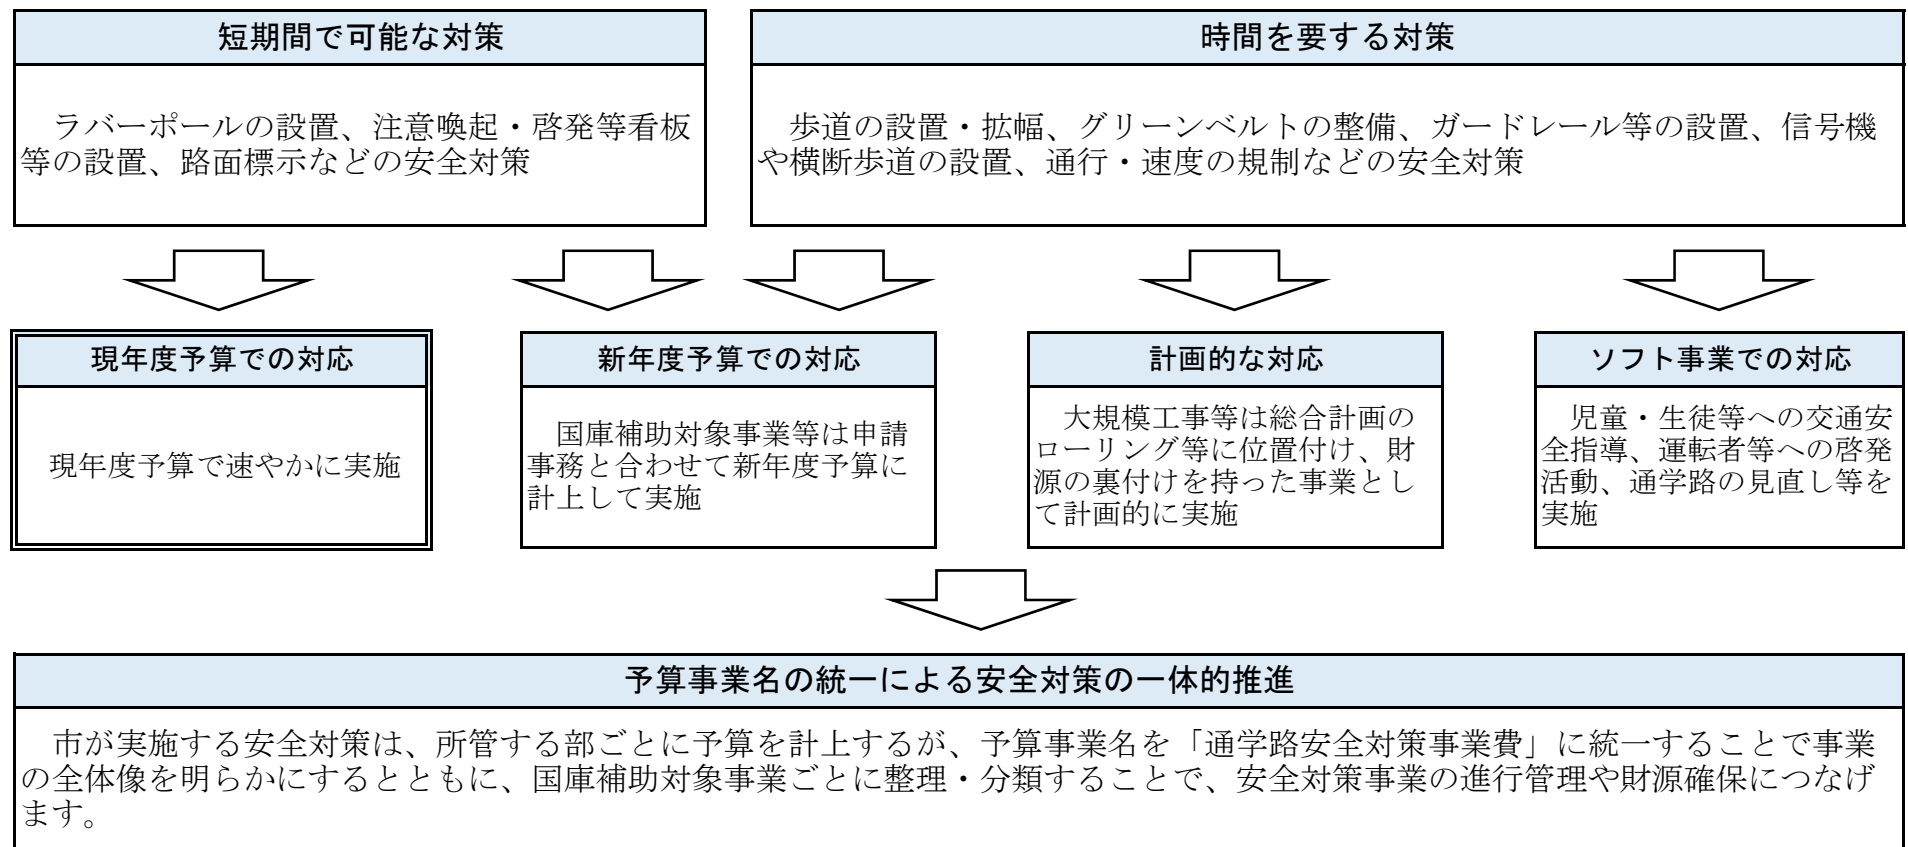 短期間で可能な対策
ラバーポールの設置、注意喚起・啓発等看板
等の設置、路面標示などの安全対策
時間を要する対策
歩道の設置・拡幅、グリーンベルトの整備、ガードレール等の設置、信号機
や横断歩道の設置、通行・速度の規制などの安全対策
現年度予算での対応
現年度予算で速やかに実施
新年度予算での対応
国庫補助対象事業等は申請
事務と合わせて新年度予算に
計上して実施
計画的な対応
大規模工事等は総合計画の
ローリング等に位置付け、財
源の裏付けを持った事業とし
て計画的に実施
ソフト事業での対応
児童・生徒等への交通安
全指導、運転者等への啓発
活動、通学路の見直し等を
実施
予算事業名の統一による安全対策の一体的推進
市が実施する安全対策は、所管する部ごとに予算を計上するが、予算事業名を「通学路安全対策事業費」に統一することで事業
の全体像を明らかにするとともに、国庫補助対象事業ごとに整理・分類することで、安全対策事業の進行管理や財源確保につなげ
ます。